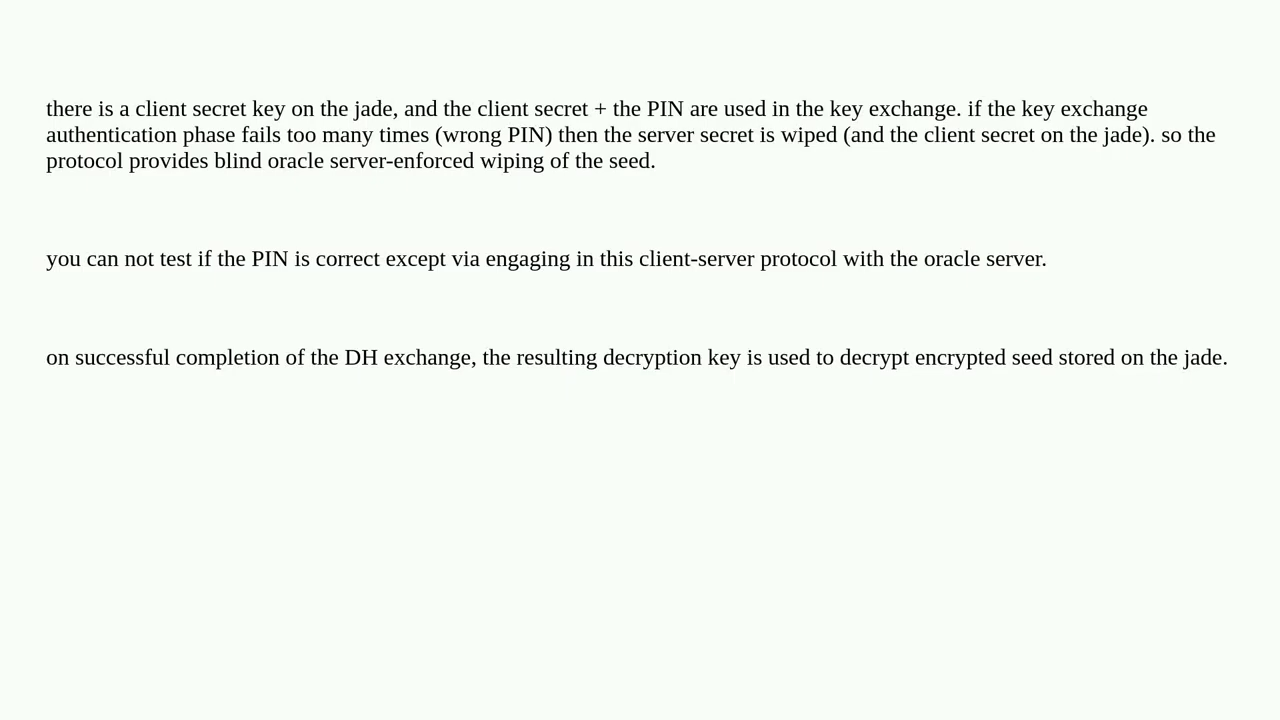 there is a client secret key on the jade, and the client secret + the PIN are used in the key exchange. if the key exchange
authentication phase fails too many times (wrong PIN) then the server secret is wiped (and the client secret on the jade). so the
protocol provides blind oracle server-enforced wiping of the seed.
you can not test if the PIN is correct except via engaging in this client-server protocol with the oracle server.
on successful completion of the DH exchange, the resulting decryption key is used to decrypt encrypted seed stored on the jade.